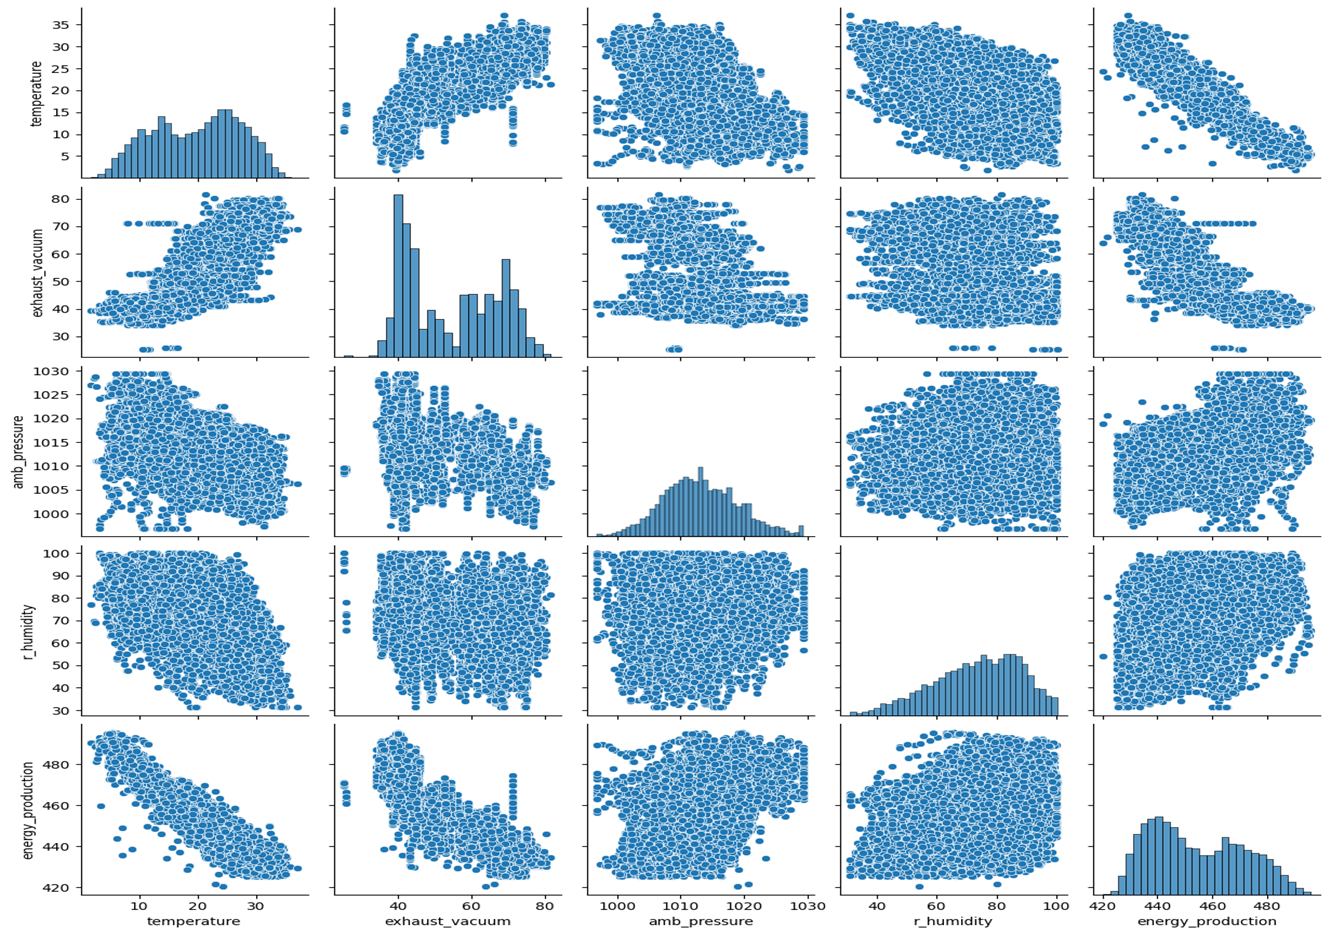 35
30
25
20
15
10
5
temperature
80
70
60
50
40
30
exhaust_vacuum
1030
1025
1020
1015
1010
1005
1000
amb_pressure
100
90
80
70
60
50
40
30
r_humidity
480
460
440
420
energy_production
10 20 30
temperature
40 60 80
exhaust_vacuum
1000 1010 1020 1030
amb_pressure
40 60 80 100
r_humidity
420 440 460 480
energy_production